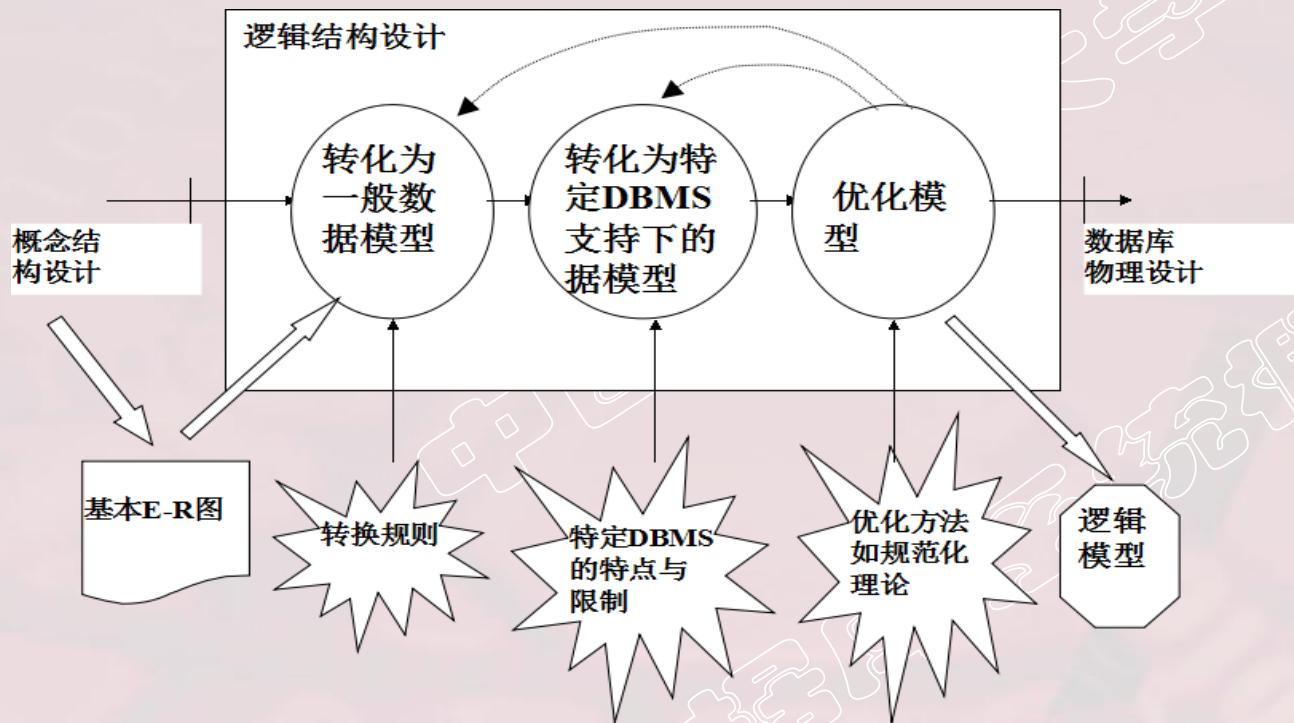 逻辑结构设计
转化为
一般数
据模型
转化为特
定DBMS
支持下的
据模型
优化模
型
概念结
构设计
数据库
物理设计
基本E-R图
转换规则
特定DBMS
的特点与
限制
优化方法
如规范化
理论
逻辑
模型